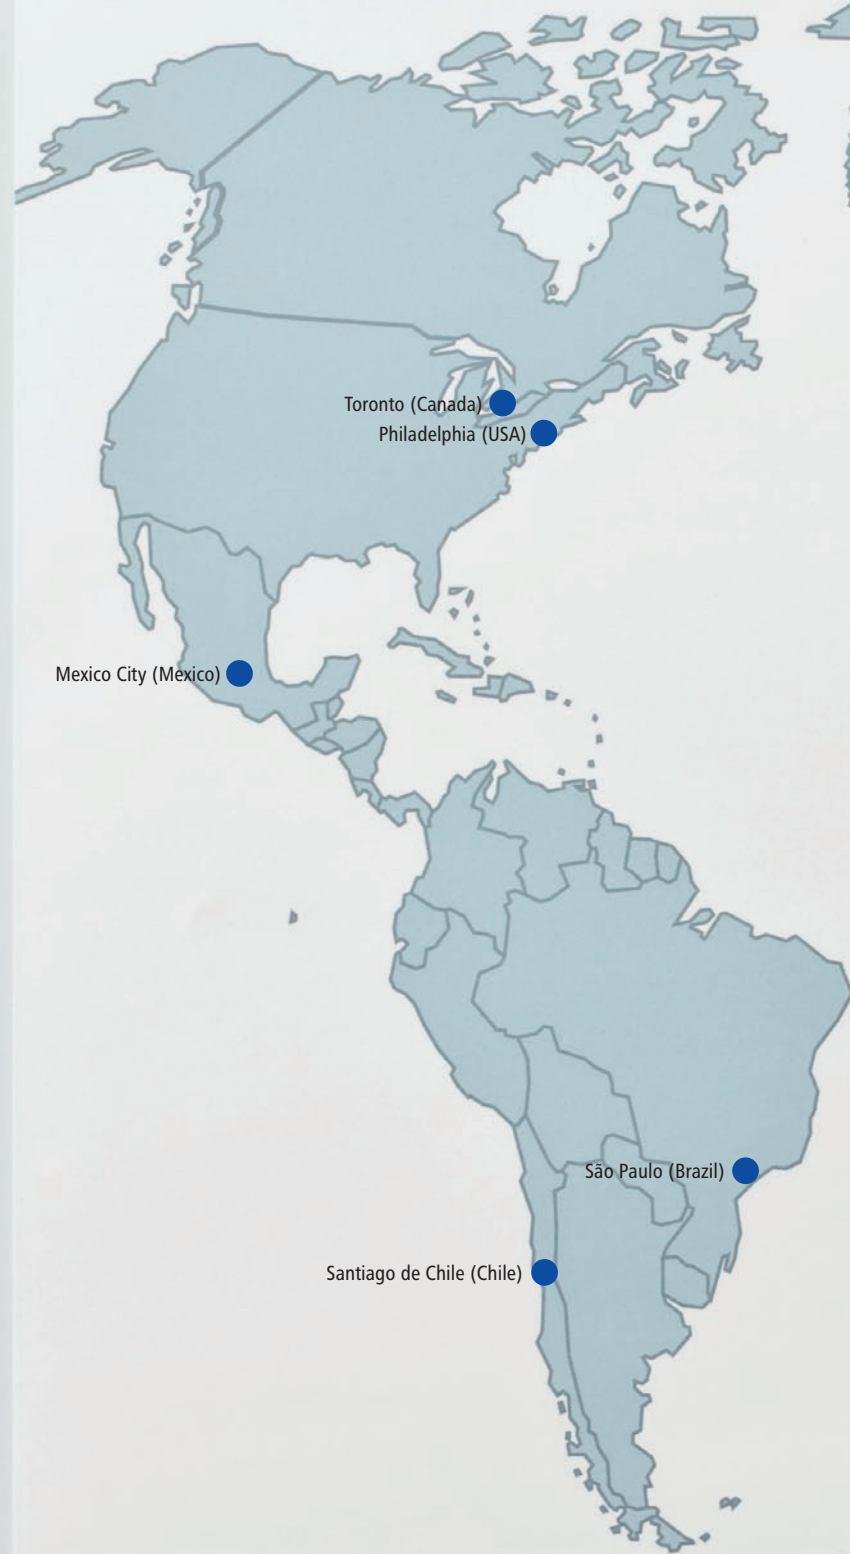 Toronto (Canada)
Philadelphia (USA)
Mexico City (Mexico)
São Paulo (Brazil)
Santiago de Chile (Chile)